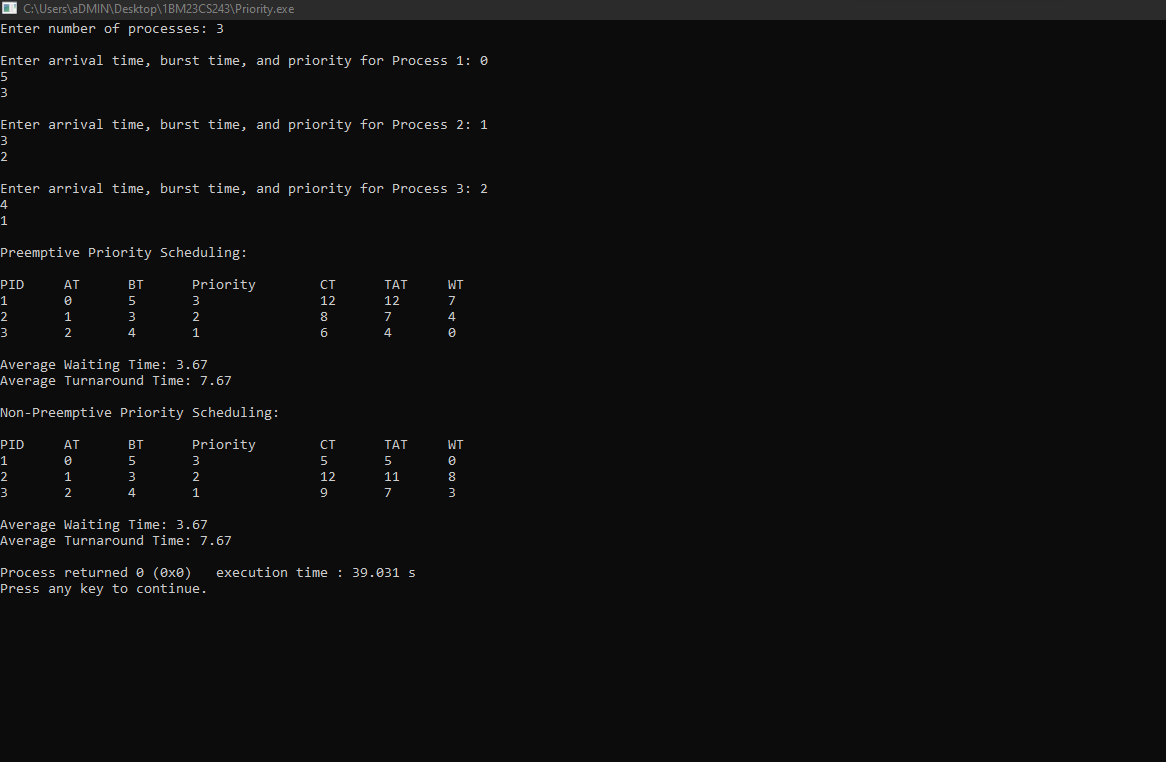 C:\Users\aDMIN\Desktop\1BM23CS243\Priority.exe
Enter number of processes: 3
Enter arrival time, burst time, and priority for Process 1: 0
5
3
Enter arrival time, burst time, and priority for Process 2: 1
3
2
Enter arrival time, burst time, and priority for Process 3: 2
4
1
Preemptive Priority Scheduling:
PID AT BT Priority CT TAT WT
1 0 5 3 12 12 7
2 1 3 2 8 7 4
3 2 4 1 6 4 0
Average Waiting Time: 3.67
Average Turnaround Time: 7.67
Non-Preemptive Priority Scheduling:
PID AT BT Priority CT TAT WT
1 0 5 3 5 5 0
2 1 3 2 12 11 8
3 2 4 1 9 7 3
Average Waiting Time: 3.67
Average Turnaround Time: 7.67
Process returned 0 (0x0) execution time : 39.031 s
Press any key to continue.